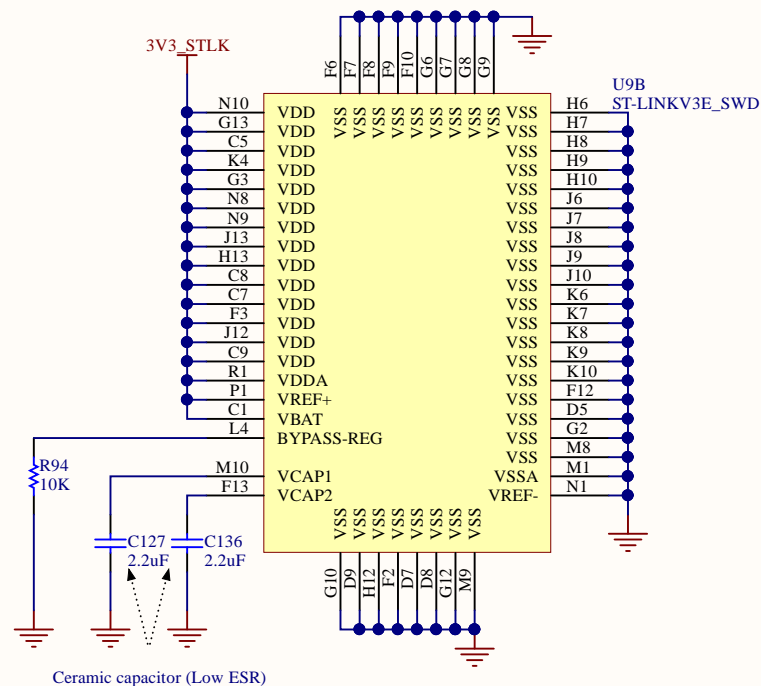 3V3_STLK
F6
F7
F8
F9
F10
G6
G7
G8
G9
VSS
VSS
VSS
VSS
VSS
VSS
VSS
VSS
VSS
U9B
ST-LINKV3E_SWD
N10 VDD
G13 VDD
C5 VDD
K4 VDD
G3 VDD
N8 VDD
N9 VDD
J13 VDD
H13 VDD
C8 VDD
C7 VDD
F3 VDD
J12 VDD
C9 VDD
R1 VDDA
P1 VREF+
C1 VBAT
L4 BYPASS-REG
M10 VCAP1
F13 VCAP2
VSS H6
VSS H7
VSS H8
VSS H9
VSS H10
VSS J6
VSS J7
VSS J8
VSS J9
VSS J10
VSS K6
VSS K7
VSS K8
VSS K9
VSS K10
VSS F12
VSS D5
VSS G2
VSS M8
VSSA M1
VREF- N1
R94
10K
C127
2.2uF
C136
2.2uF
VSS
VSS
VSS
VSS
VSS
VSS
VSS
VSS
G10
D9
H12
F2
D7
D8
G12
M9
Ceramic capacitor (Low ESR)